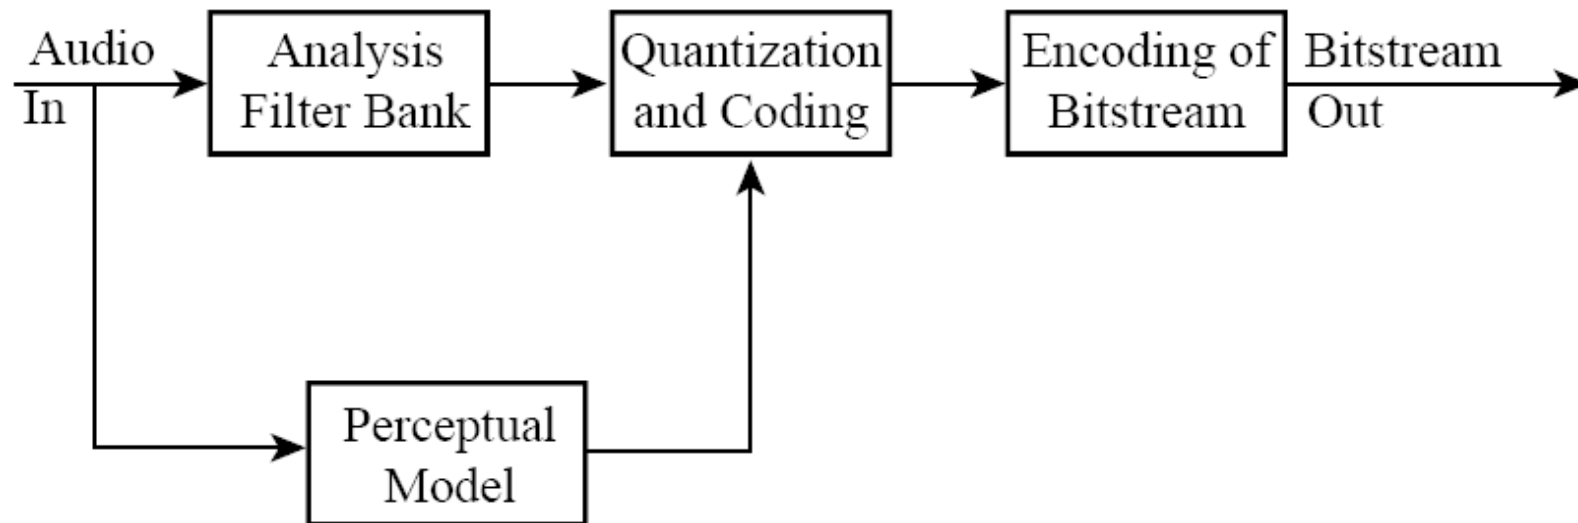 Audio
In
Analysis
Filter Bank
Quantization
and Coding
Encoding of
Bitstream
Bitstream
Out
Perceptual
Model